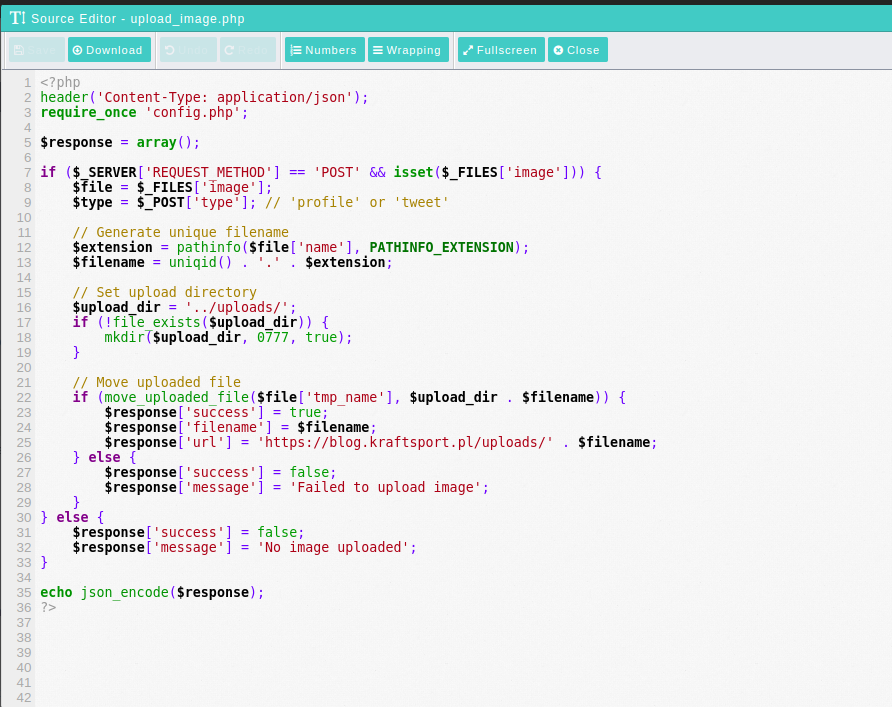 T! Source Editor - upload_image.php
Save Download Undo Redo Numbers Wrapping Fullscreen Close
1 <?php
2 header('Content-Type: application/json');
3 require_once 'config.php';
4
5 $response = array();
6
7 if ($_SERVER['REQUEST_METHOD'] == 'POST' && isset($_FILES['image'])) {
8     $file = $_FILES['image'];
9     $type = $_POST['type']; // 'profile' or 'tweet'
10
11     // Generate unique filename
12     $extension = pathinfo($file['name'], PATHINFO_EXTENSION);
13     $filename = uniqid() . '.' . $extension;
14
15     // Set upload directory
16     $upload_dir = '../uploads/';
17     if (!file_exists($upload_dir)) {
18         mkdir($upload_dir, 0777, true);
19     }
20
21     // Move uploaded file
22     if (move_uploaded_file($file['tmp_name'], $upload_dir . $filename)) {
23         $response['success'] = true;
24         $response['filename'] = $filename;
25         $response['url'] = 'https://blog.kraftsport.pl/uploads/' . $filename;
26     } else {
27         $response['success'] = false;
28         $response['message'] = 'Failed to upload image';
29     }
30 } else {
31     $response['success'] = false;
32     $response['message'] = 'No image uploaded';
33 }
34
35 echo json_encode($response);
36 ?>
37
38
39
40
41
42